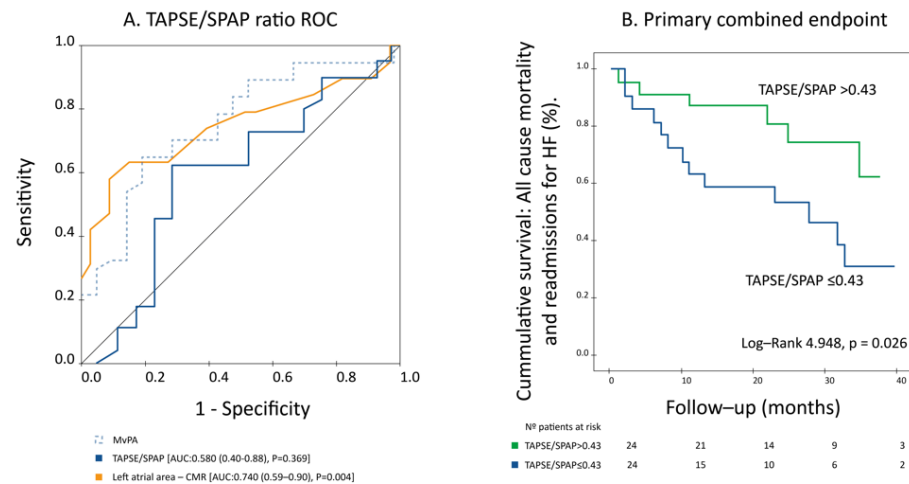 A. TAPSE/SPAP ratio ROC
1.0
0.8
0.6
0.4
0.2
0.0
Sensitivity
0.0 0.2 0.4 0.6 0.8 1.0
1 - Specificity
MvPA
TAPSE/SPAP [AUC:0.580 (0.40-0.88), P=0.369]
Left atrial area – CMR [AUC:0.740 (0.59–0.90), P=0.004]
B. Primary combined endpoint
Cummulative survival: All cause mortality
and readmissions for HF (%).
1.0
0.8
0.6
0.4
0.2
0.0
TAPSE/SPAP >0.43
TAPSE/SPAP ≤0.43
Log–Rank 4.948, p = 0.026
0 10 20 30 40
Follow–up (months)
Nº patients at risk
TAPSE/SPAP>0.43 24 21 14 9 3
TAPSE/SPAP≤0.43 24 15 10 6 2